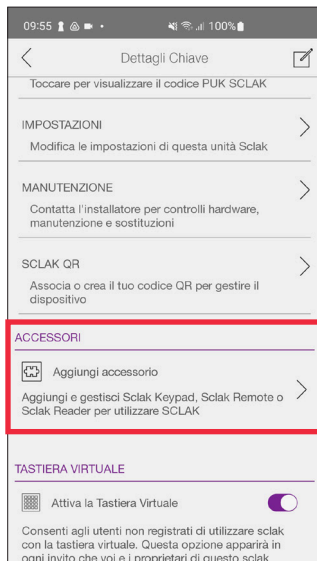 09:55
100%
Dettagli Chiave
Toccare per visualizzare il codice PUK SCLAK
IMPOSTAZIONI
Modifica le impostazioni di questa unità Sclak
MANUTENZIONE
Contatta l'installatore per controlli hardware,
manutenzione e sostituzioni
SCLAK QR
Associa o crea il tuo codice QR per gestire il
dispositivo
ACCESSORI
Aggiungi accessorio
Aggiungi e gestisci Sclak Keypad, Sclak Remote o
Sclak Reader per utilizzare SCLAK
TASTIERA VIRTUALE
Attiva la Tastiera Virtuale
Consenti agli utenti non registrati di utilizzare sclak
con la tastiera virtuale. Questa opzione apparirà in
ogni invito che voi e i proprietari di questo sclak